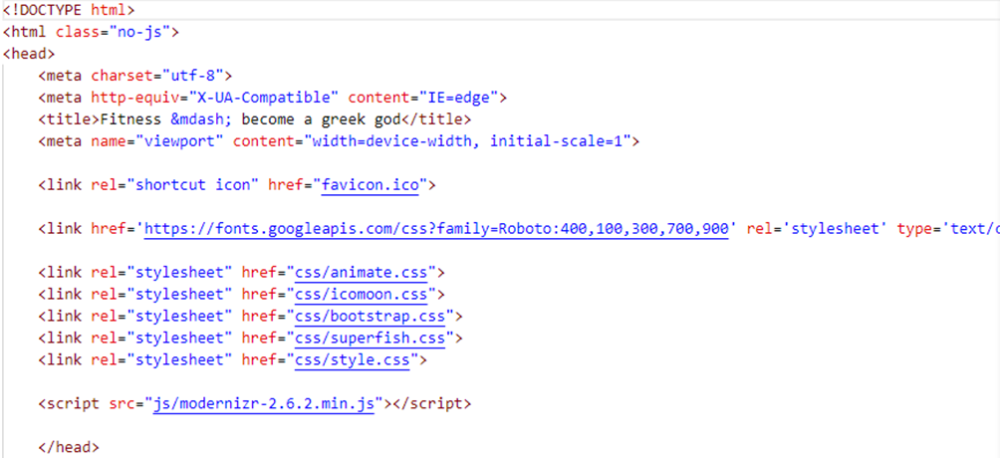 <!DOCTYPE html>
<html class="no-js">
<head>
<meta charset="utf-8">
<meta http-equiv="X-UA-Compatible" content="IE=edge">
<title>Fitness &mdash; become a greek god</title>
<meta name="viewport" content="width=device-width, initial-scale=1">
<link rel="shortcut icon" href="favicon.ico">
<link href='https://fonts.googleapis.com/css?family=Roboto:400,100,300,700,900' rel='stylesheet' type='text/c
<link rel="stylesheet" href="css/animate.css">
<link rel="stylesheet" href="css/icomoon.css">
<link rel="stylesheet" href="css/bootstrap.css">
<link rel="stylesheet" href="css/superfish.css">
<link rel="stylesheet" href="css/style.css">
<script src="js/modernizr-2.6.2.min.js"></script>
</head>